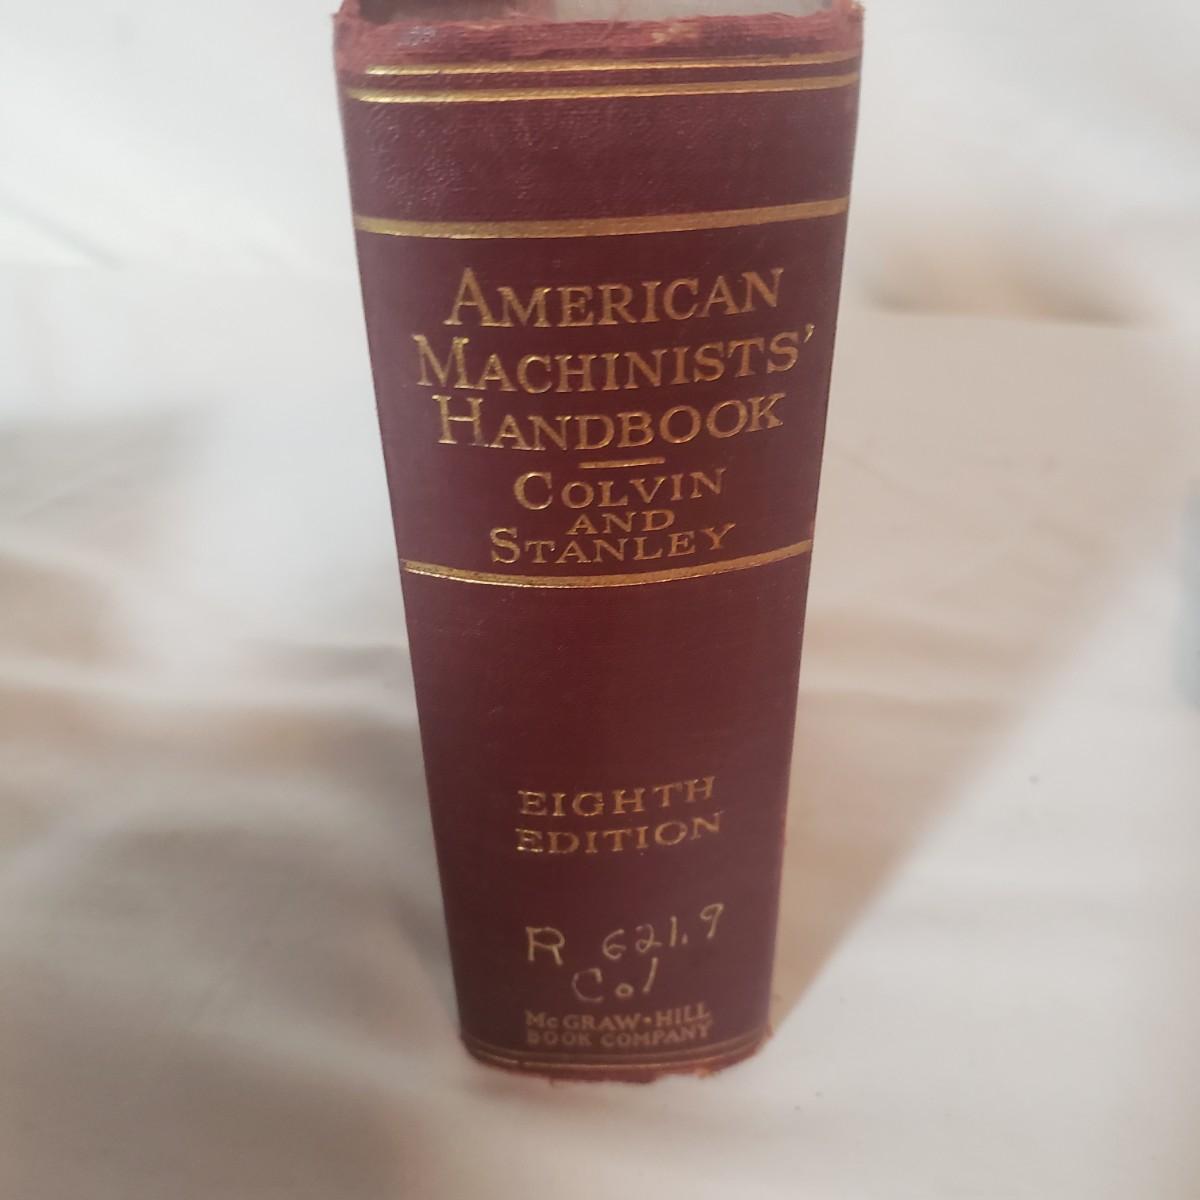 AMERICAN
MACHINISTS'
HANDBOOK
COLVIN
AND
STANLEY
EIGHTH
EDITION
R 621.9
Col
McGRAW·HILL
BOOK COMPANY